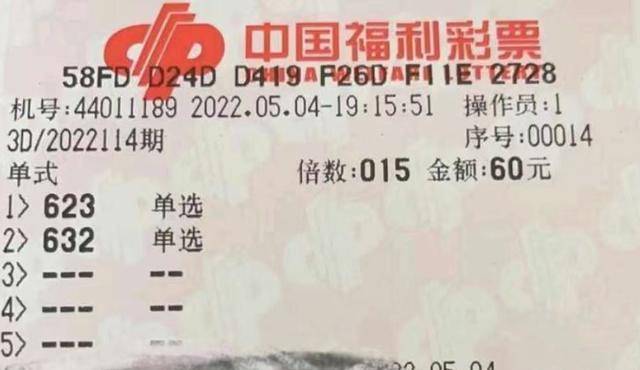 中国福利彩票
CHINA WELFARE LOTTERY
58FD D24D D419 F26D F11E 2728
机号:44011189 2022.05.04-19:15:51 操作员:1
3D/2022114期 序号:00014
单式 倍数:015 金额:60元
1> 623 单选
2> 632 单选
3> --- --
4> --- --
5> --- --